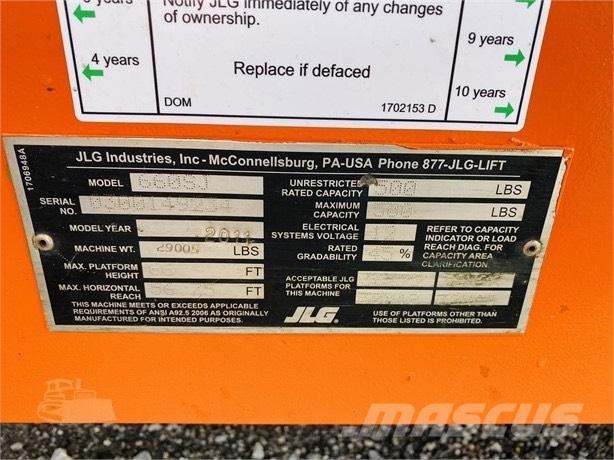 Notify JLG immediately of any changes
of ownership.
4 years
9 years
Replace if defaced
10 years
DOM
1702153 D
1706948A
JLG Industries, Inc - McConnellsburg, PA-USA Phone 877-JLG-LIFT
MODEL 660SJ
SERIAL NO. 0300149234
MODEL YEAR 2011
MACHINE WT. 29005 LBS
MAX. PLATFORM HEIGHT FT
MAX. HORIZONTAL REACH FT
THIS MACHINE MEETS OR EXCEEDS APPLICABLE
REQUIREMENTS OF ANSI A92.5 2006 AS ORIGINALLY
MANUFACTURED FOR INTENDED PURPOSES.
UNRESTRICTED RATED CAPACITY 500 LBS
MAXIMUM CAPACITY LBS
ELECTRICAL SYSTEMS VOLTAGE 12
RATED GRADABILITY 45 %
REFER TO CAPACITY
INDICATOR OR LOAD
REACH DIAG. FOR
CAPACITY AREA
CLARIFICATION.
ACCEPTABLE JLG
PLATFORMS FOR
THIS MACHINE
JLG
USE OF PLATFORMS OTHER THAN
THOSE LISTED IS PROHIBITED.
MASCUS